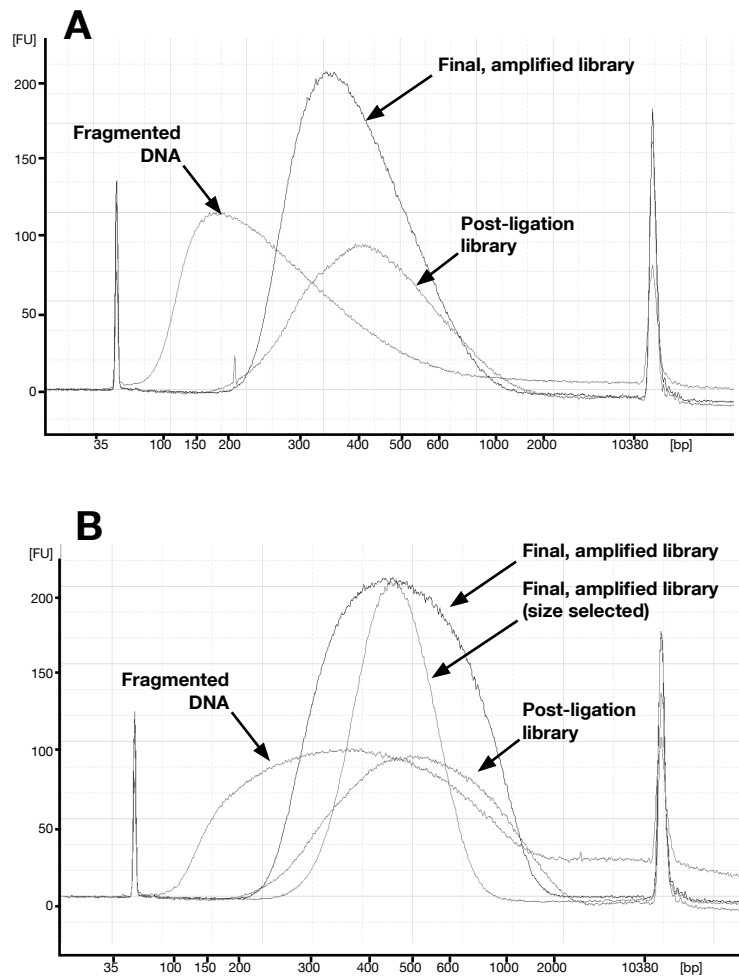 A
[FU]
Final, amplified library
200
Fragmented
DNA
150
Post-ligation
library
100
50
0
35 100 150 200 300 400 500 600 1000 2000 10380 [bp]
B
[FU]
Final, amplified library
Final, amplified library
(size selected)
200
150
Fragmented
DNA
Post-ligation
library
100
50
0
35 100 150 200 300 400 500 600 1000 2000 10380 [bp]